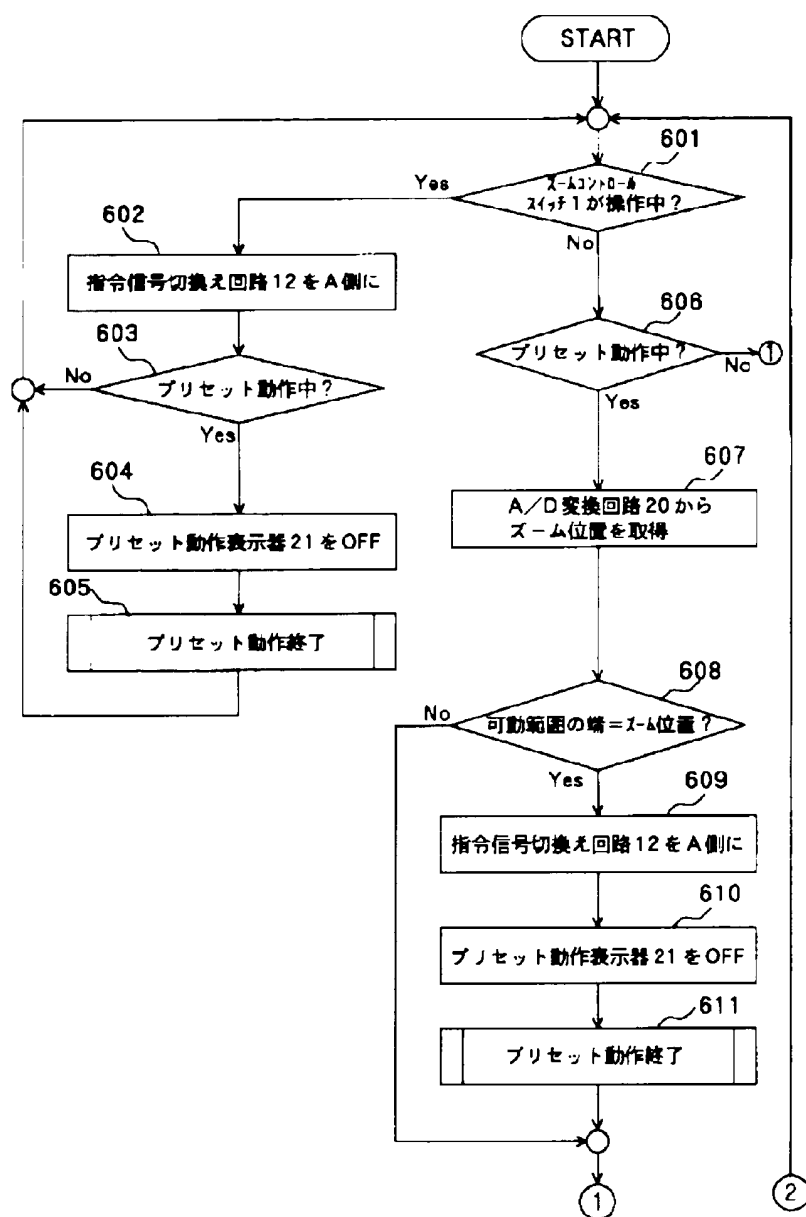 START
601
Yes
ズームコントロール
スイッチ1が操作中？
No
602
指令信号切換え回路12をA側に
603
No
プリセット動作中？
Yes
606
プリセット動作中？
No
①
Yes
604
プリセット動作表示器21をOFF
607
A／D変換回路20から
ズーム位置を取得
605
プリセット動作終了
608
No
可動範囲の端＝ズーム位置？
Yes
609
指令信号切換え回路12をA側に
610
プリセット動作表示器21をOFF
611
プリセット動作終了
①
②